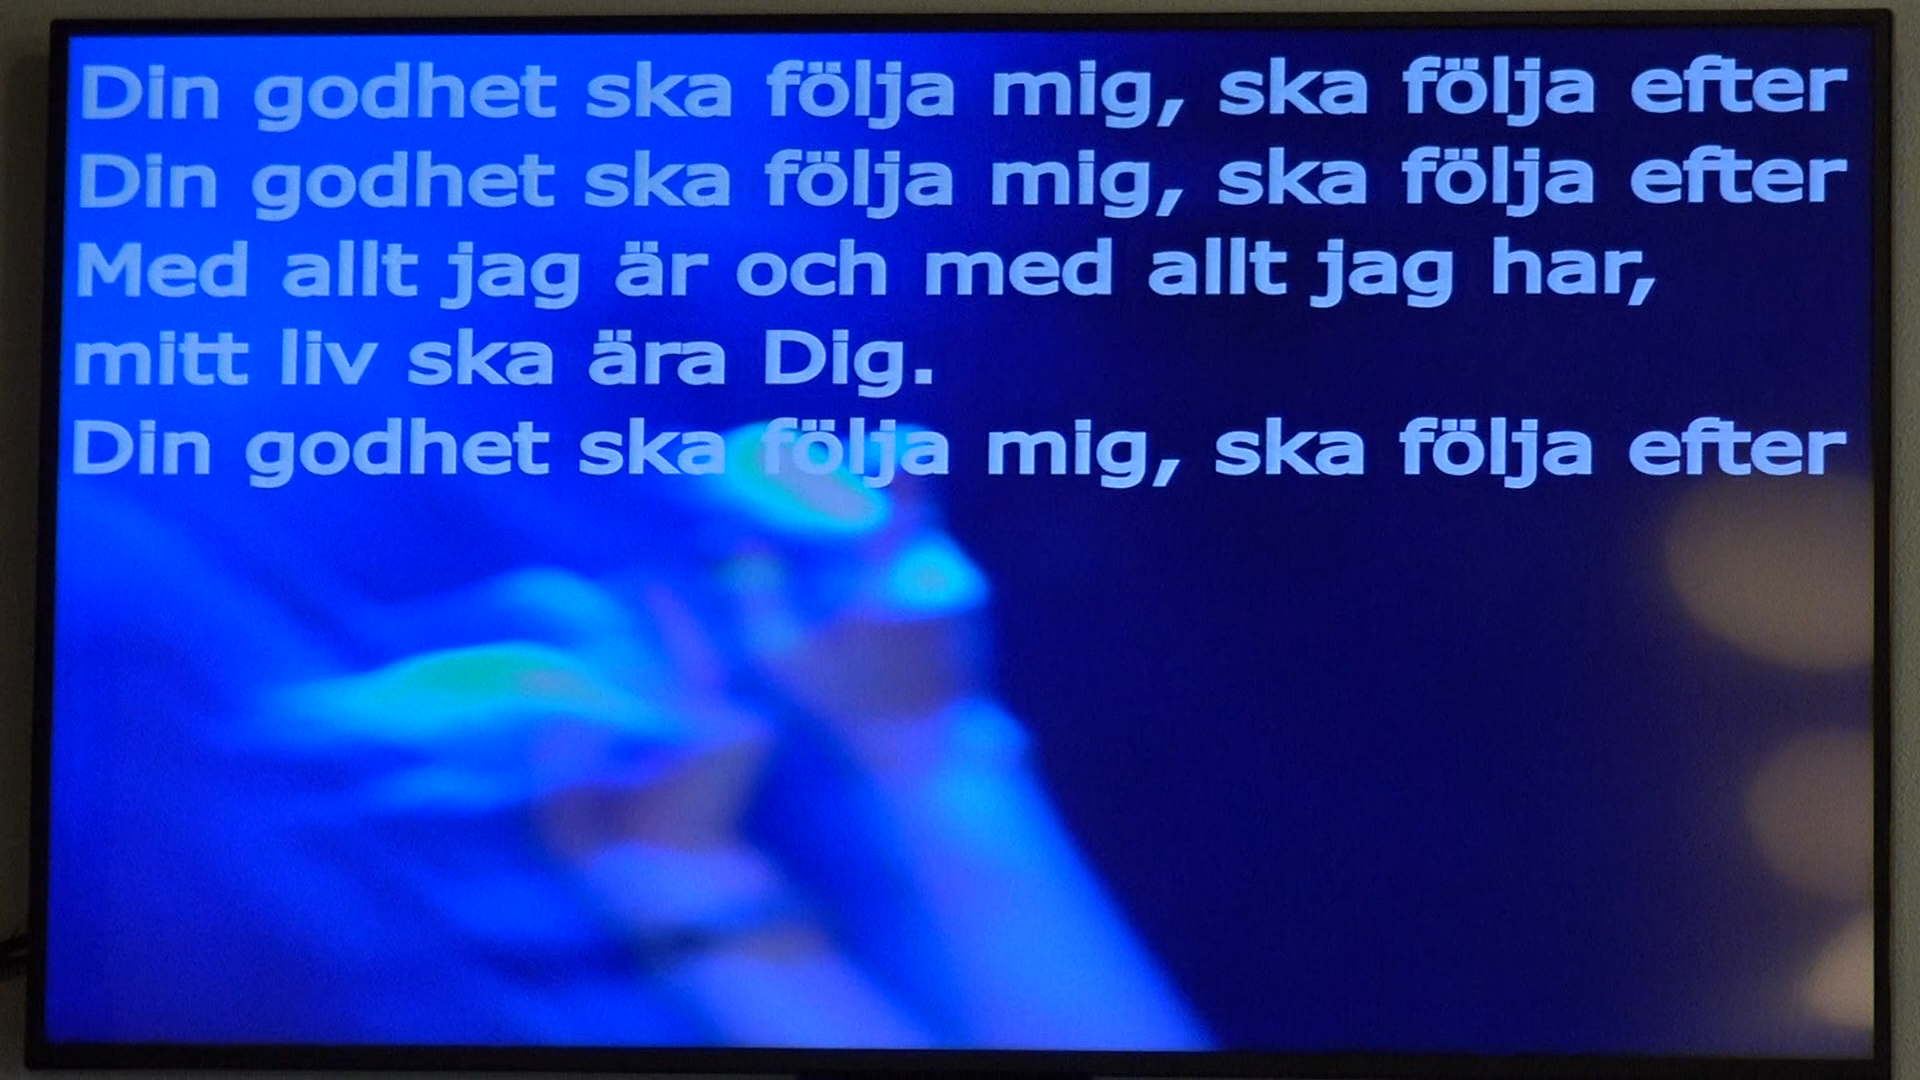 Din godhet ska följa mig, ska följa efter
Din godhet ska följa mig, ska följa efter
Med allt jag är och med allt jag har,
mitt liv ska ära Dig.
Din godhet ska följa mig, ska följa efter